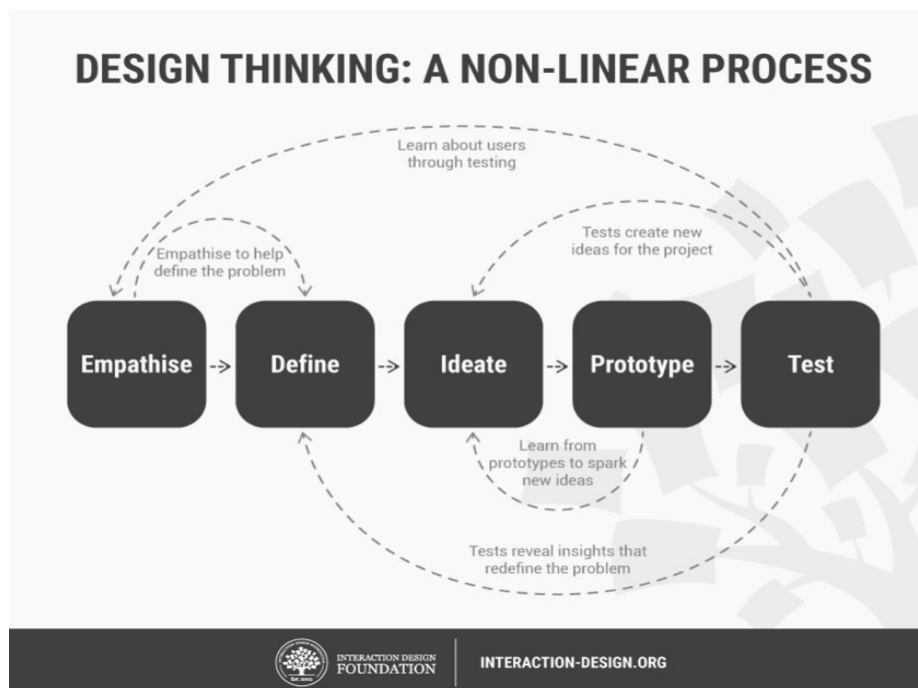 DESIGN THINKING: A NON-LINEAR PROCESS
Learn about users
through testing
Tests create new
ideas for the project
Empathise to help
define the problem
Empathise
Define
Ideate
Prototype
Test
Learn from
prototypes to spark
new ideas
Tests reveal insights that
redefine the problem
INTERACTION DESIGN
FOUNDATION
INTERACTION-DESIGN.ORG